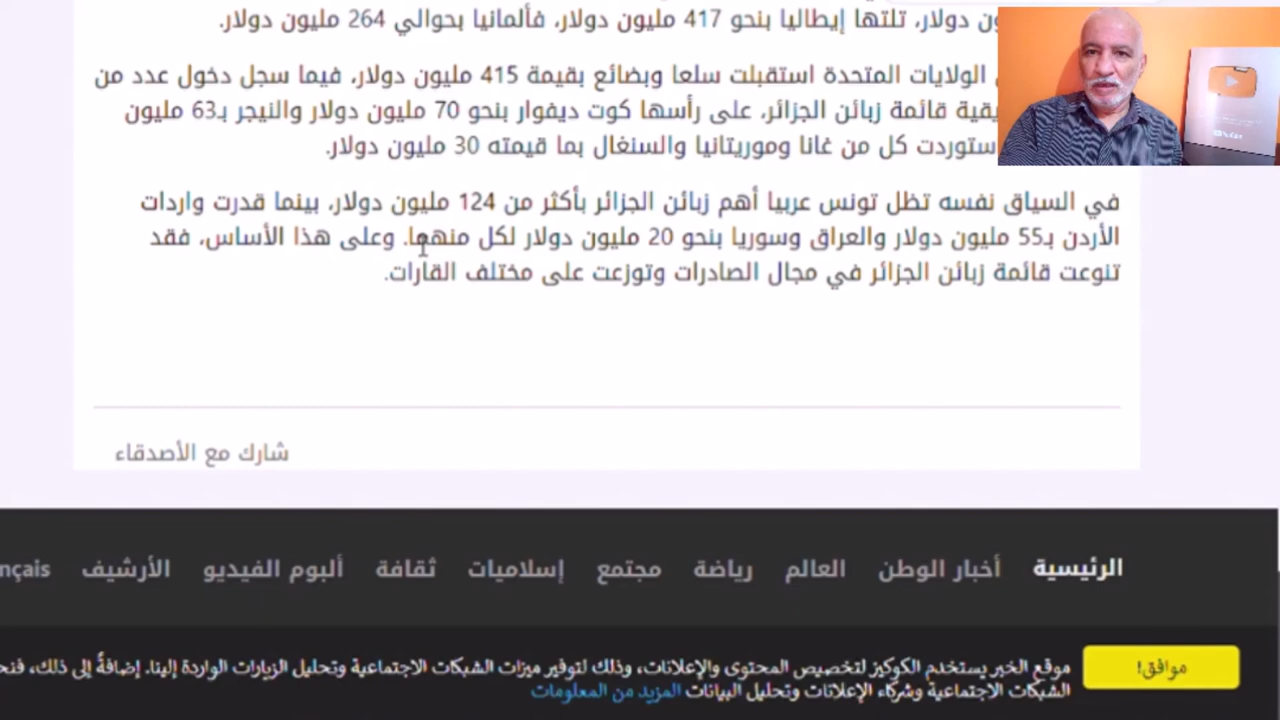 دولار، تلتها إيطاليا بنحو 417 مليون دولار، فألمانيا بحوالي 264 مليون دولار.
الولايات المتحدة استقبلت سلعا وبضائع بقيمة 415 مليون دولار، فيما سجل دخول عدد من
قائمة زبائن الجزائر، على رأسها كوت ديفوار بنحو 70 مليون دولار والنيجر بـ63 مليون
كل من غانا وموريتانيا والسنغال بما قيمته 30 مليون دولار.
في السياق نفسه تظل تونس عربيا أهم زبائن الجزائر بأكثر من 124 مليون دولار، بينما قدرت واردات
الأردن بـ55 مليون دولار والعراق وسوريا بنحو 20 مليون دولار لكل منهما. وعلى هذا الأساس، فقد
تنوعت قائمة زبائن الجزائر في مجال الصادرات وتوزعت على مختلف القارات.
شارك مع الأصدقاء
الرئيسية أخبار الوطن العالم رياضة مجتمع إسلاميات ثقافة ألبوم الفيديو الأرشيف
موافق!
موقع الخبر يستخدم الكوكيز لتخصيص المحتوى والإعلانات، وذلك لتوفير ميزات الشبكات الاجتماعية وتحليل الزيارات الواردة إلينا. إضافةً إلى ذلك،
الشبكات الاجتماعية وشركاء الإعلانات وتحليل البيانات المزيد من المعلومات